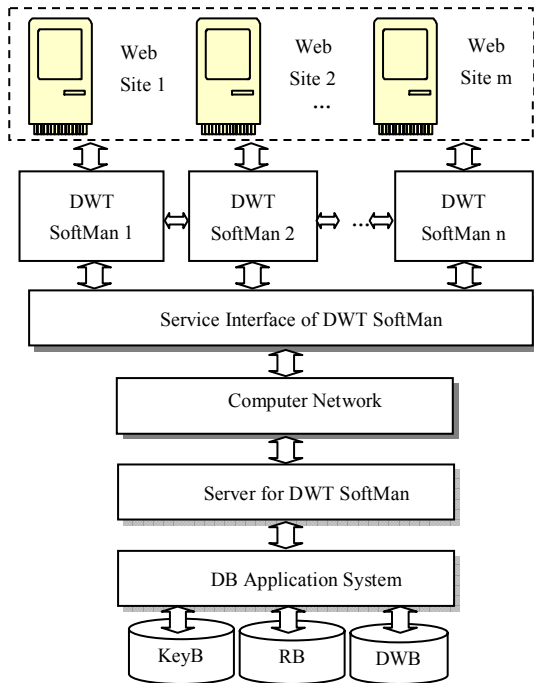 Web
Site 1
Web
Site 2
...
Web
Site m
DWT
SoftMan 1
DWT
SoftMan 2
...
DWT
SoftMan n
Service Interface of DWT SoftMan
Computer Network
Server for DWT SoftMan
DB Application System
KeyB
RB
DWB